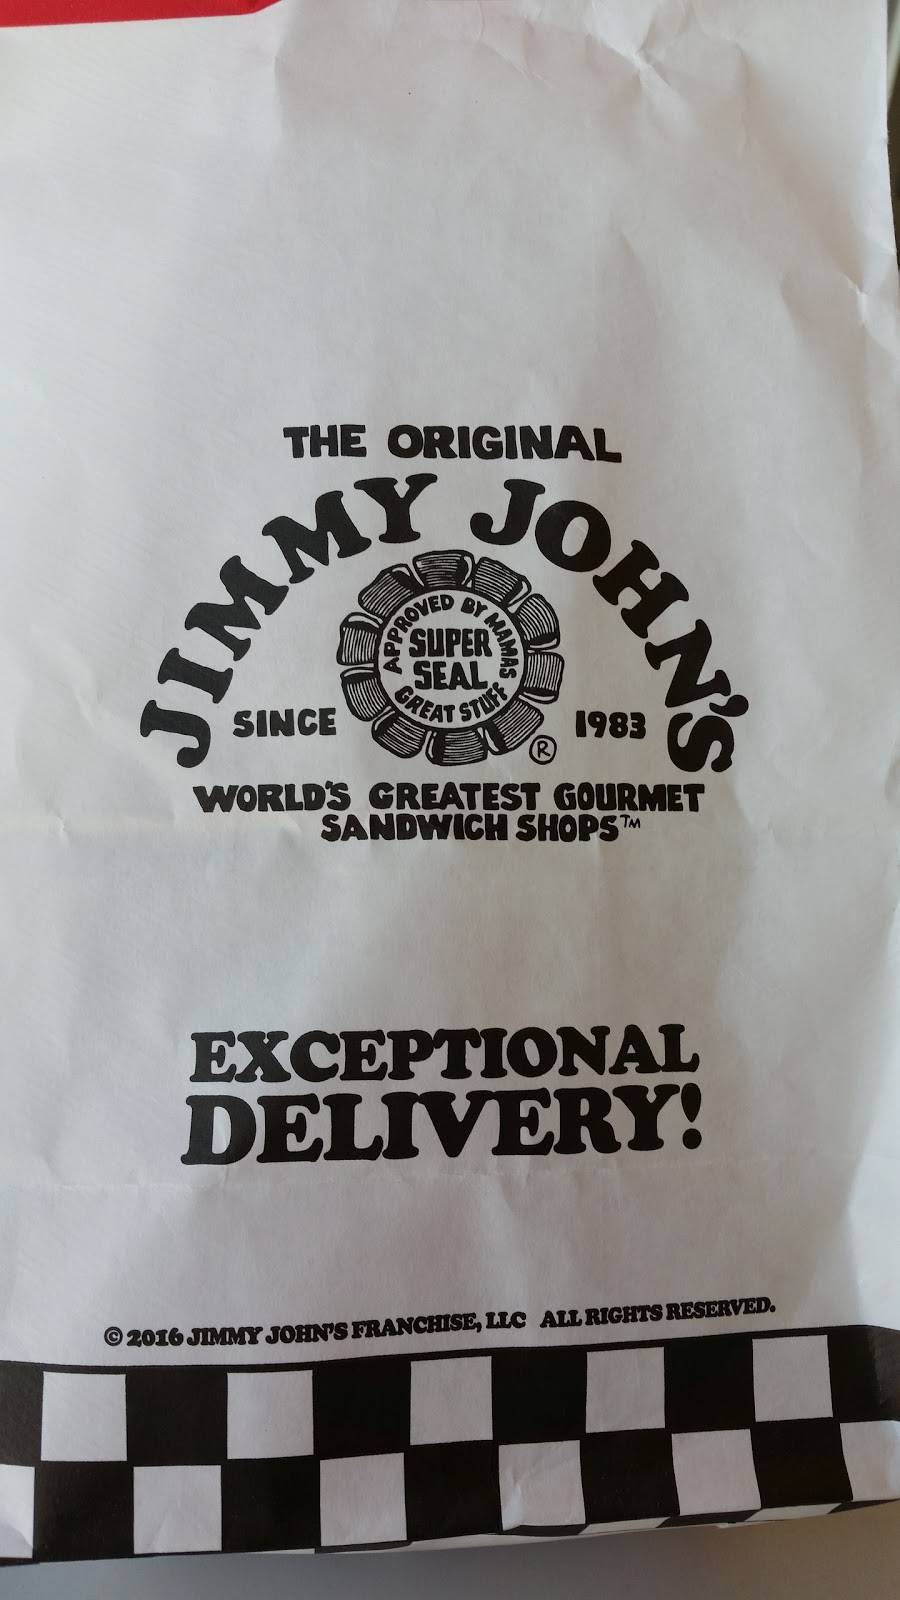 THE ORIGINAL
JIMMY JOHN'S
APPROVED BY MAMAS
SUPER
SEAL
GREAT STUFF
SINCE 1983
®
WORLD'S GREATEST GOURMET
SANDWICH SHOPS™
EXCEPTIONAL
DELIVERY!
© 2016 JIMMY JOHN'S FRANCHISE, LLC ALL RIGHTS RESERVED.